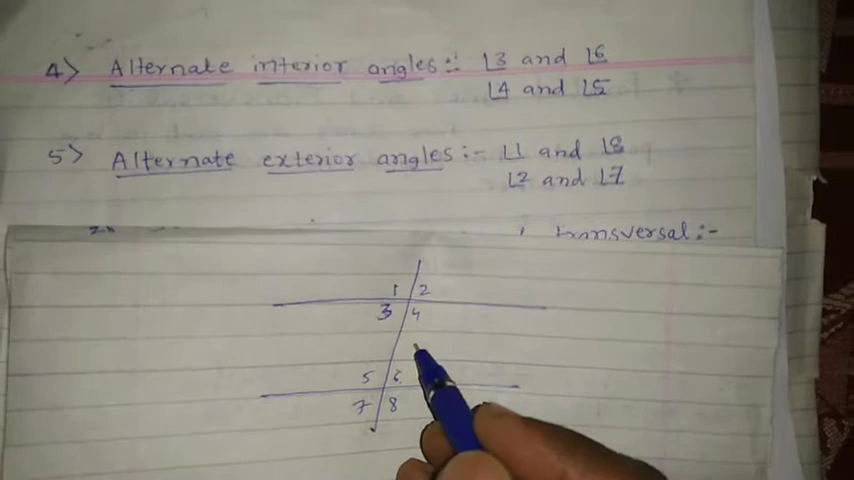 4) Alternate interior angles :- ∠3 and ∠6
∠4 and ∠5
5) Alternate exterior angles :- ∠1 and ∠8
∠2 and ∠7
transversal :-
1 2
3 4
5 6
7 8